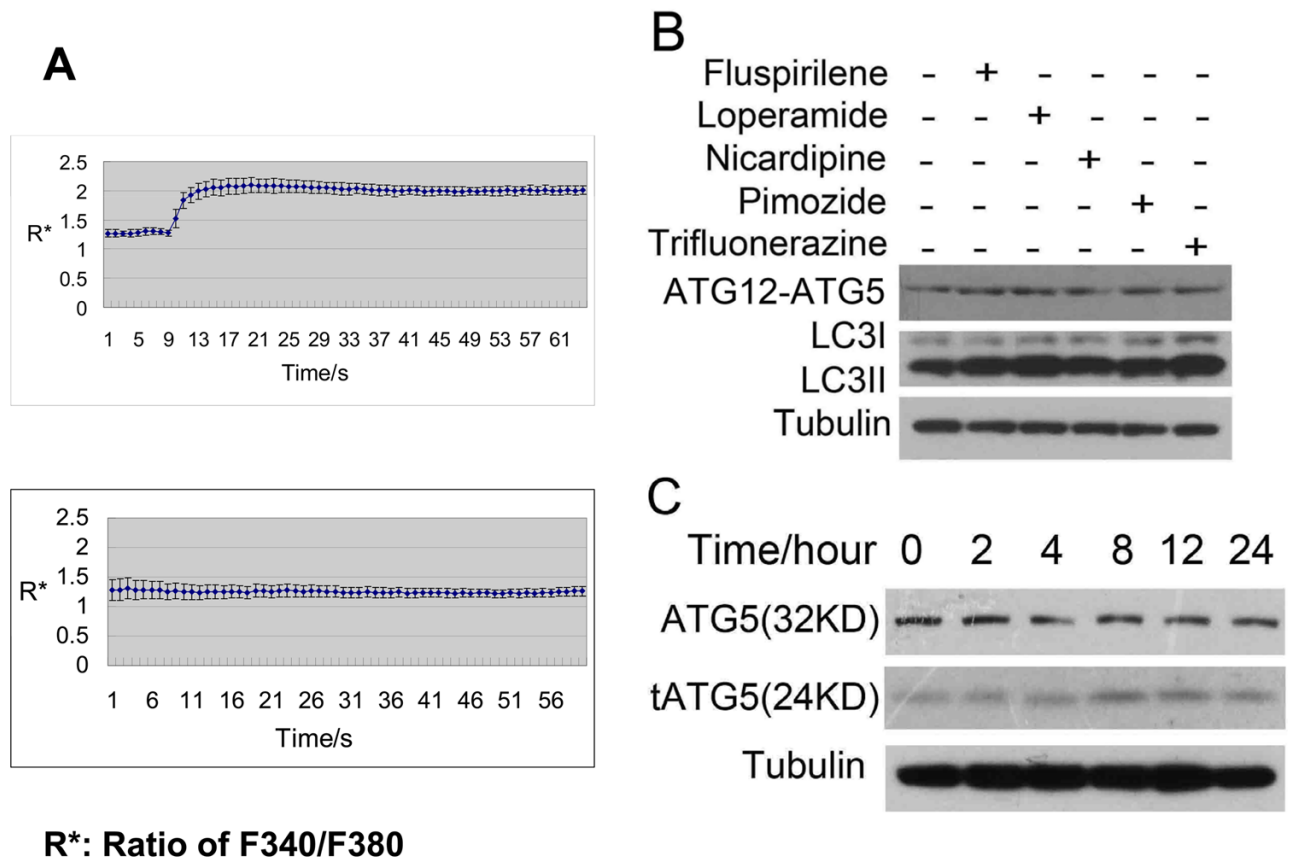 A
2.5
2
1.5
1
0.5
0
R*
1 5 9 13 17 21 25 29 33 37 41 45 49 53 57 61
Time/s
2.5
2
1.5
1
0.5
0
R*
1 6 11 16 21 26 31 36 41 46 51 56
Time/s
R*: Ratio of F340/F380
B
Fluspirilene - + - - - -
Loperamide - - + - - -
Nicardipine - - - + - -
Pimozide - - - - + -
Trifluonerazine - - - - - +
ATG12-ATG5
LC3I
LC3II
Tubulin
C
Time/hour 0 2 4 8 12 24
ATG5(32KD)
tATG5(24KD)
Tubulin